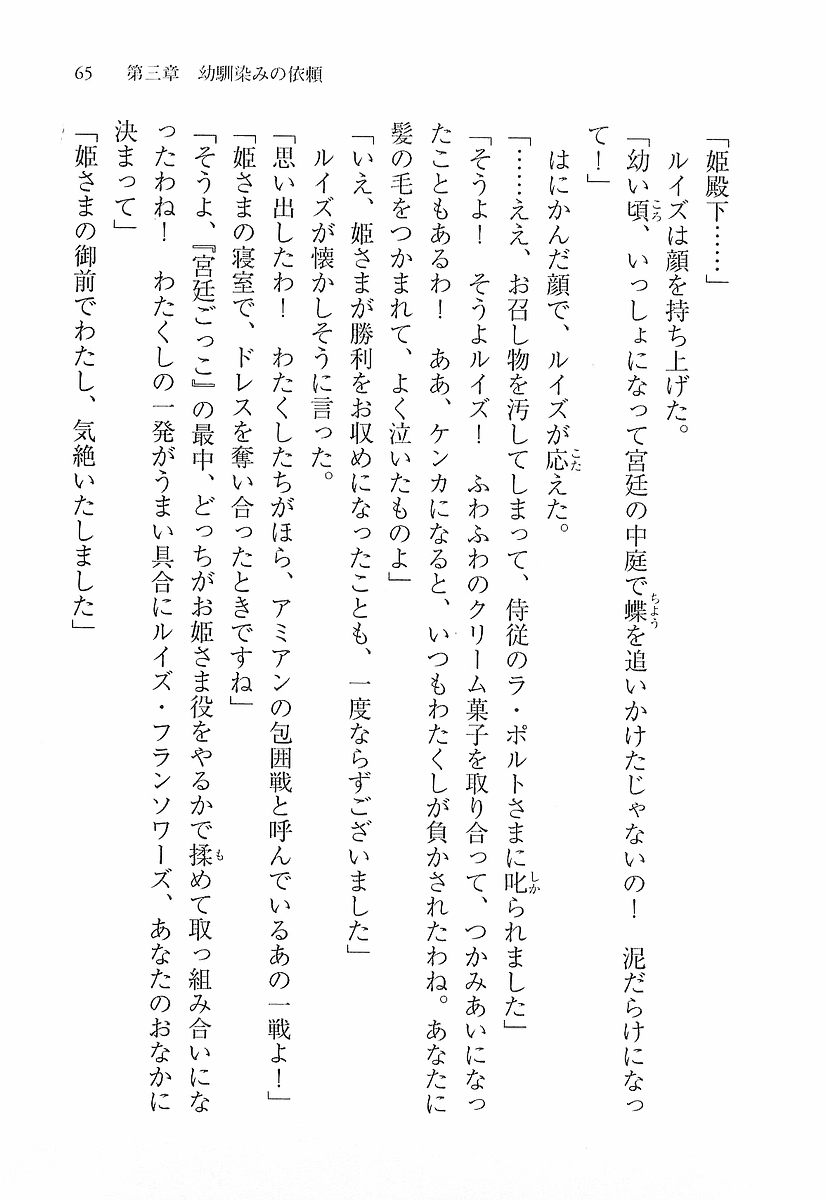 65　第三章　幼馴染みの依頼
「姫殿下……」
　ルイズは顔を持ち上げた。
「幼い頃、いっしょになって宮廷の中庭で蝶を追いかけたじゃないの！　泥だらけになっ
て！」
　はにかんだ顔で、ルイズが応えた。
「……ええ、お召し物を汚してしまって、侍従のラ・ポルトさまに叱られました」
「そうよ！　そうよルイズ！　ふわふわのクリーム菓子を取り合って、つかみあいになっ
たこともあるわ！　ああ、ケンカになると、いつもわたくしが負かされたわね。あなたに
髪の毛をつかまれて、よく泣いたものよ」
「いえ、姫さまが勝利をお収めになったことも、一度ならずございました」
　ルイズが懐かしそうに言った。
「思い出したわ！　わたくしたちがほら、アミアンの包囲戦と呼んでいるあの一戦よ！」
「姫さまの寝室で、ドレスを奪い合ったときですね」
「そうよ、『宮廷ごっこ』の最中、どっちがお姫さま役をやるかで揉めて取っ組み合いにな
ったわね！　わたくしの一発がうまい具合にルイズ・フランソワーズ、あなたのおなかに
決まって」
「姫さまの御前でわたし、気絶いたしました」